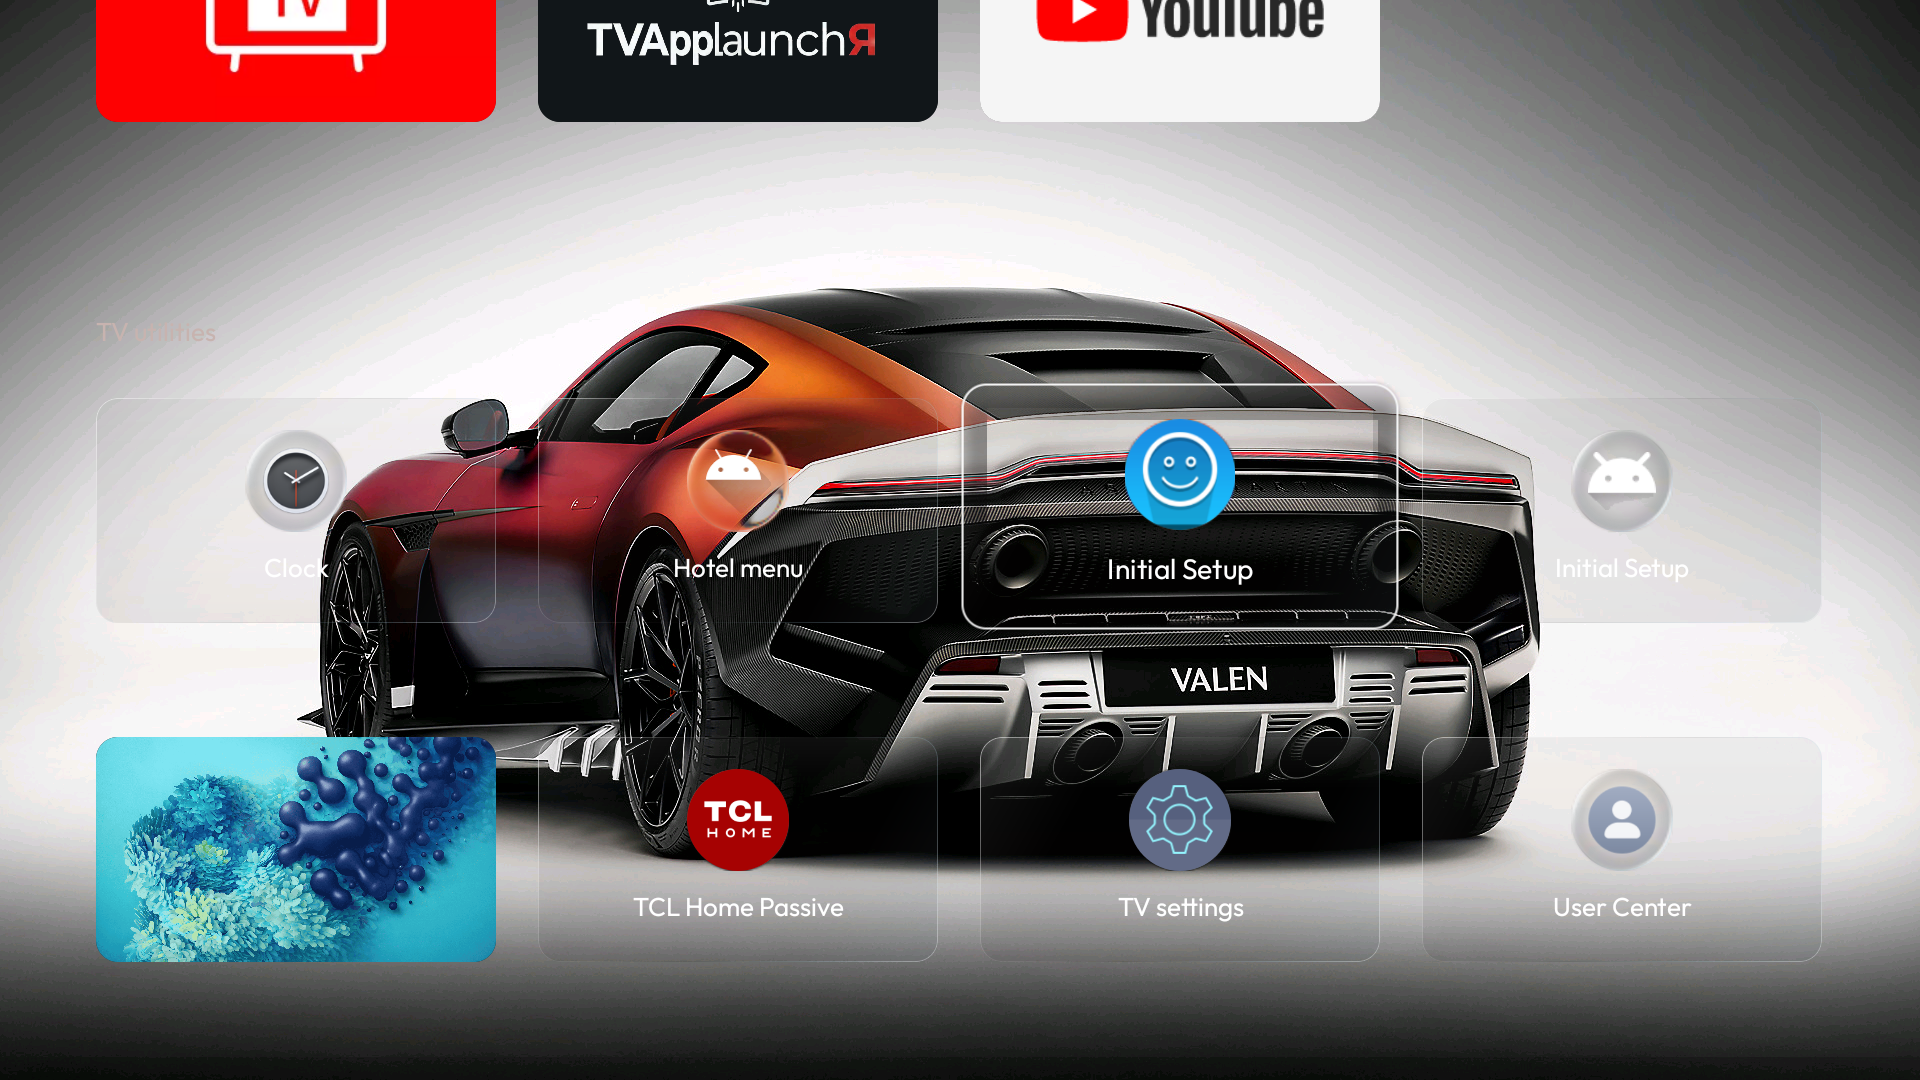 TV
TVApplaunchR
YouTube
TV utilities
Clock
Hotel menu
Initial Setup
Initial Setup
VALEN
TCL
HOME
TCL Home Passive
TV settings
User Center